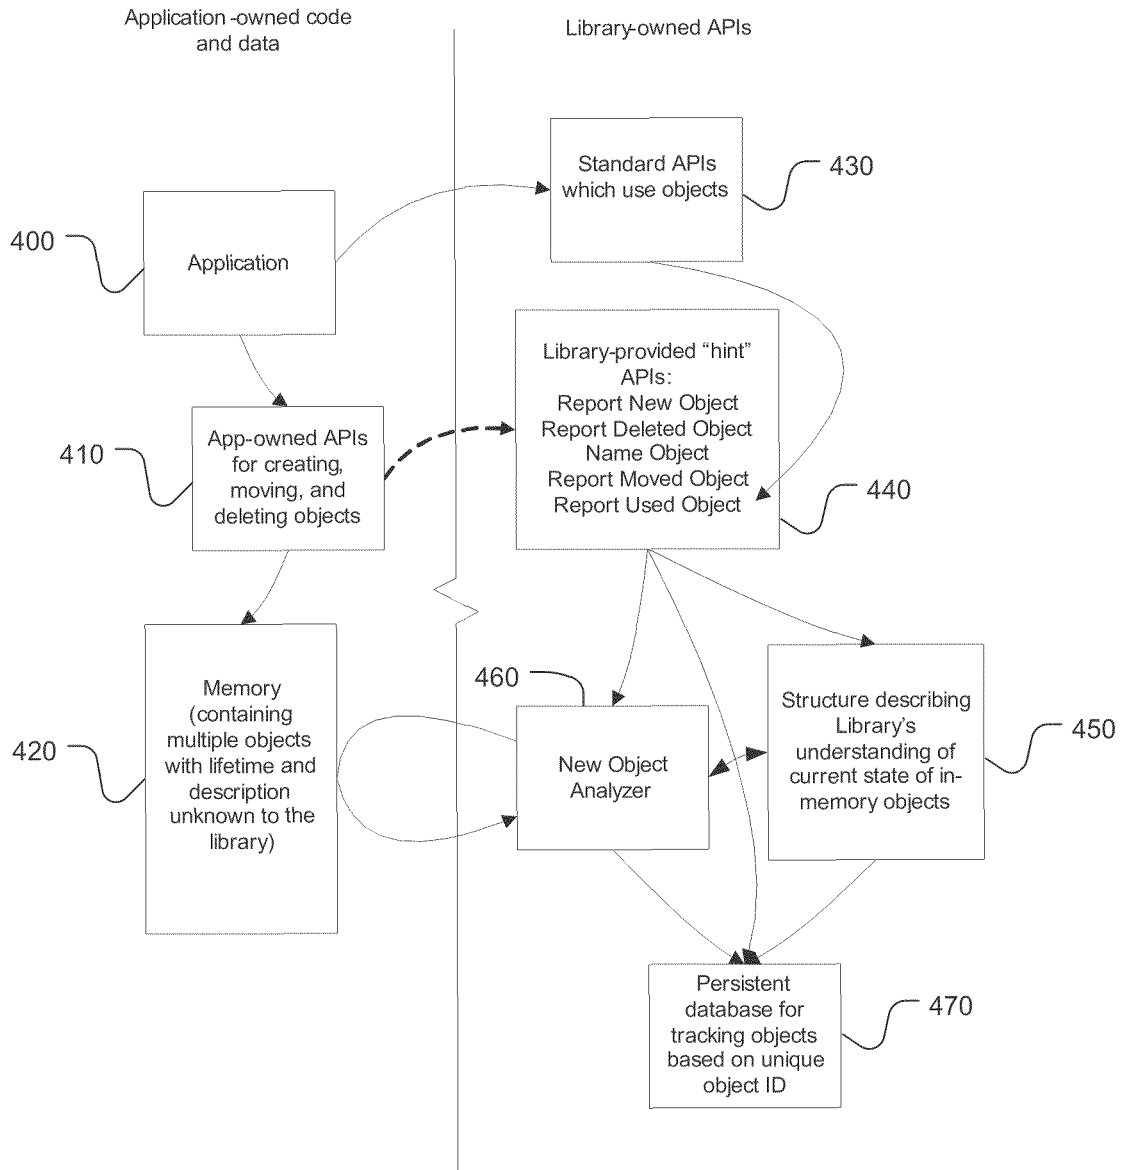 Application -owned code
and data
Library-owned APIs
Standard APIs
which use objects
430
400
Application
Library-provided “hint”
APIs:
Report New Object
Report Deleted Object
Name Object
Report Moved Object
Report Used Object
440
410
App-owned APIs
for creating,
moving, and
deleting objects
420
Memory
(containing
multiple objects
with lifetime and
description
unknown to the
library)
460
New Object
Analyzer
Structure describing
Library’s
understanding of
current state of in-
memory objects
450
Persistent
database for
tracking objects
based on unique
object ID
470